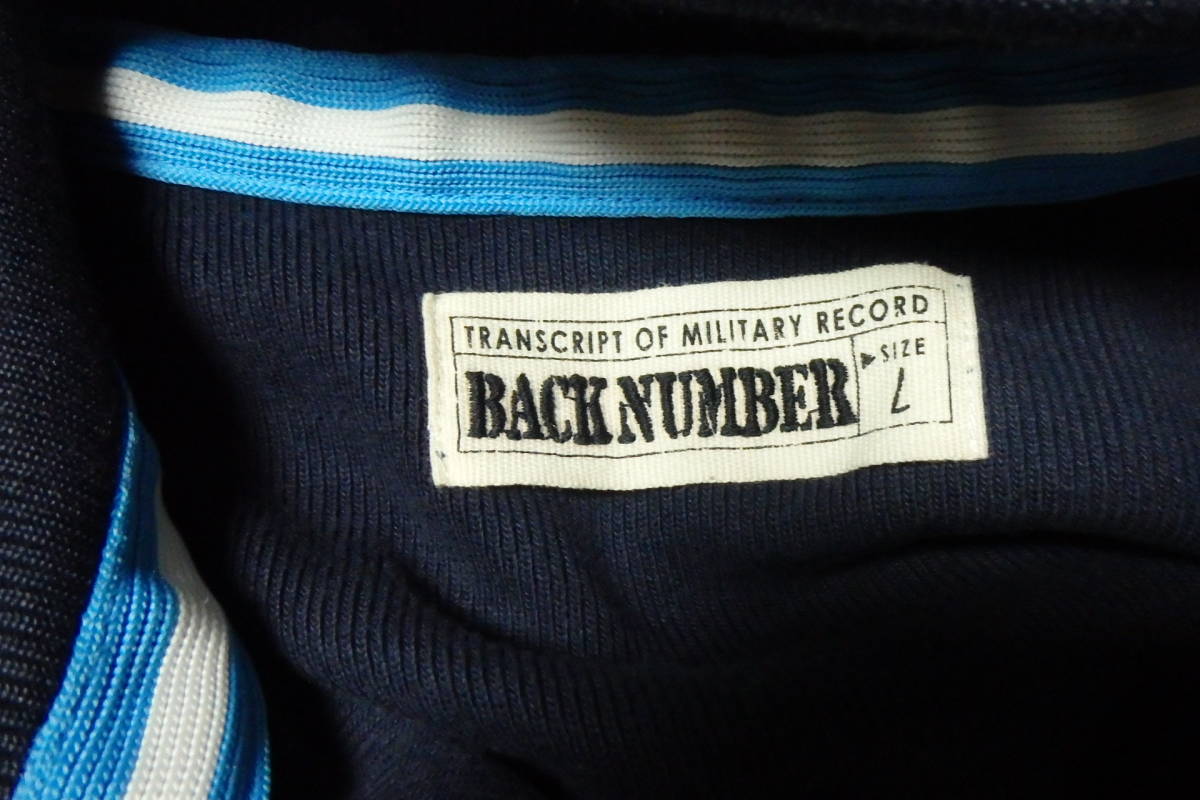 TRANSCRIPT OF MILITARY RECORD
BACK NUMBER
▶SIZE
L